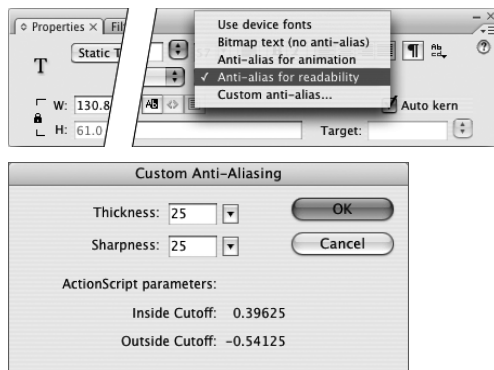 Properties × Fil
Use device fonts
Bitmap text (no anti-alias)
Anti-alias for animation
✓ Anti-alias for readability
Custom anti-alias...
T
Static T
¶
W: 130.8
Auto kern
H: 61.0
Target:
Custom Anti-Aliasing
Thickness: 25
OK
Sharpness: 25
Cancel
ActionScript parameters:
Inside Cutoff: 0.39625
Outside Cutoff: -0.54125